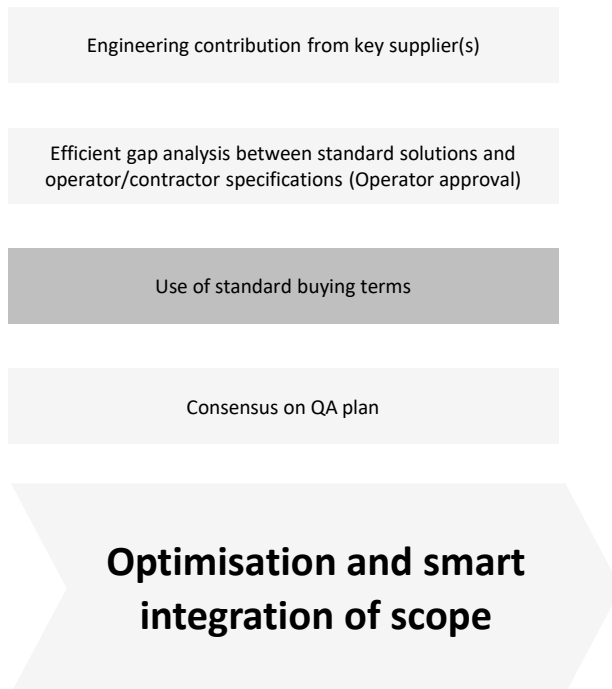 Engineering contribution from key supplier(s)
Efficient gap analysis between standard solutions and
operator/contractor specifications (Operator approval)
Use of standard buying terms
Consensus on QA plan
Optimisation and smart
integration of scope